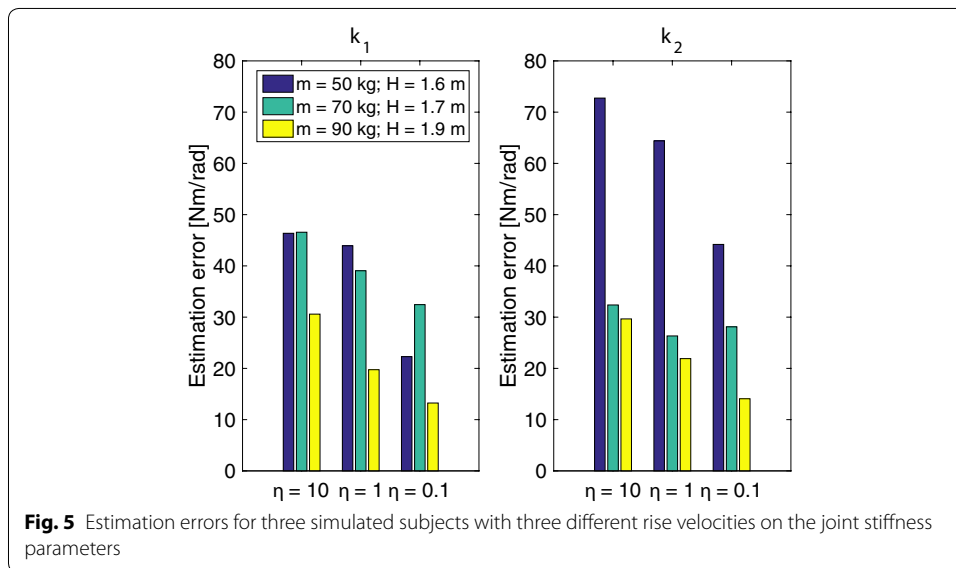 k1
k2
Estimation error [Nm/rad]
80
70
60
50
40
30
20
10
0
m = 50 kg; H = 1.6 m
m = 70 kg; H = 1.7 m
m = 90 kg; H = 1.9 m
η = 10 η = 1 η = 0.1
Estimation error [Nm/rad]
80
70
60
50
40
30
20
10
0
η = 10 η = 1 η = 0.1
Fig. 5 Estimation errors for three simulated subjects with three different rise velocities on the joint stiffness
parameters